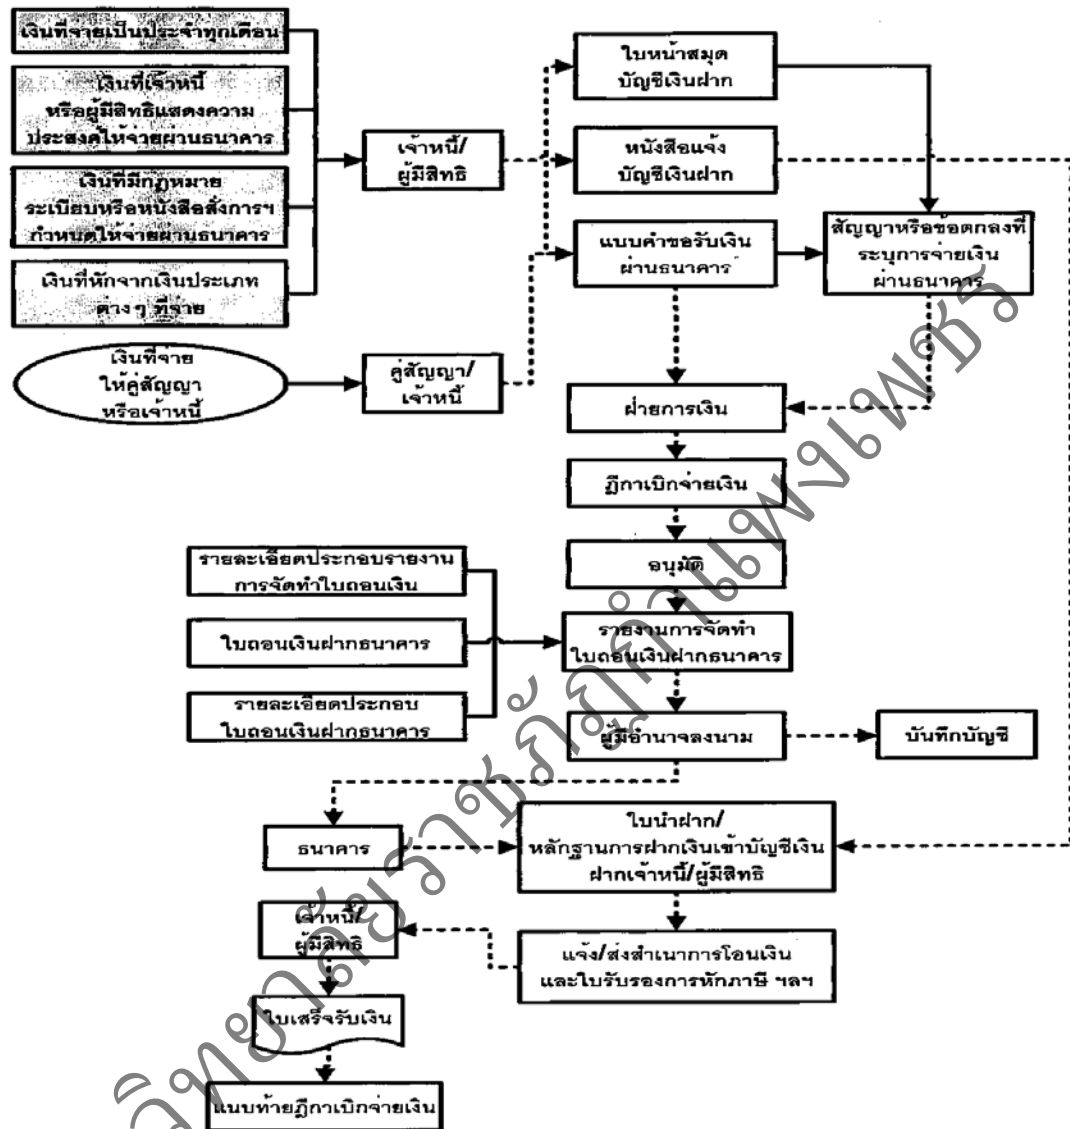 เงินที่จ่ายเป็นประจำทุกเดือน
เงินที่เจ้าหนี้
หรือผู้มีสิทธิแสดงความ
ประสงค์ให้จ่ายผ่านธนาคาร
เงินที่มีกฎหมาย
ระเบียบหรือหนังสือสั่งการฯ
กำหนดให้จ่ายผ่านธนาคาร
เงินที่หักจากเงินประเภท
ต่างๆ ที่จ่าย
เงินที่จ่าย
ให้คู่สัญญา
หรือเจ้าหนี้
เจ้าหนี้/
ผู้มีสิทธิ
คู่สัญญา/
เจ้าหนี้
ใบหน้าสมุด
บัญชีเงินฝาก
หนังสือแจ้ง
บัญชีเงินฝาก
แบบคำขอรับเงิน
ผ่านธนาคาร
สัญญาหรือข้อตกลงที่
ระบุการจ่ายเงิน
ผ่านธนาคาร
ฝ่ายการเงิน
ฎีกาเบิกจ่ายเงิน
อนุมัติ
รายละเอียดประกอบรายงาน
การจัดทำใบถอนเงิน
ใบถอนเงินฝากธนาคาร
รายละเอียดประกอบ
ใบถอนเงินฝากธนาคาร
รายงานการจัดทำ
ใบถอนเงินฝากธนาคาร
ผู้มีอำนาจลงนาม
บันทึกบัญชี
ธนาคาร
ใบนำฝาก/
หลักฐานการฝากเงินเข้าบัญชีเงิน
ฝากเจ้าหนี้/ผู้มีสิทธิ
เจ้าหนี้/
ผู้มีสิทธิ
แจ้ง/ส่งสำเนาการโอนเงิน
และใบรับรองการหักภาษี ฯลฯ
ใบเสร็จรับเงิน
แนบท้ายฎีกาเบิกจ่ายเงิน
วิทยาลัยราชภัฏกำแพงเพชร